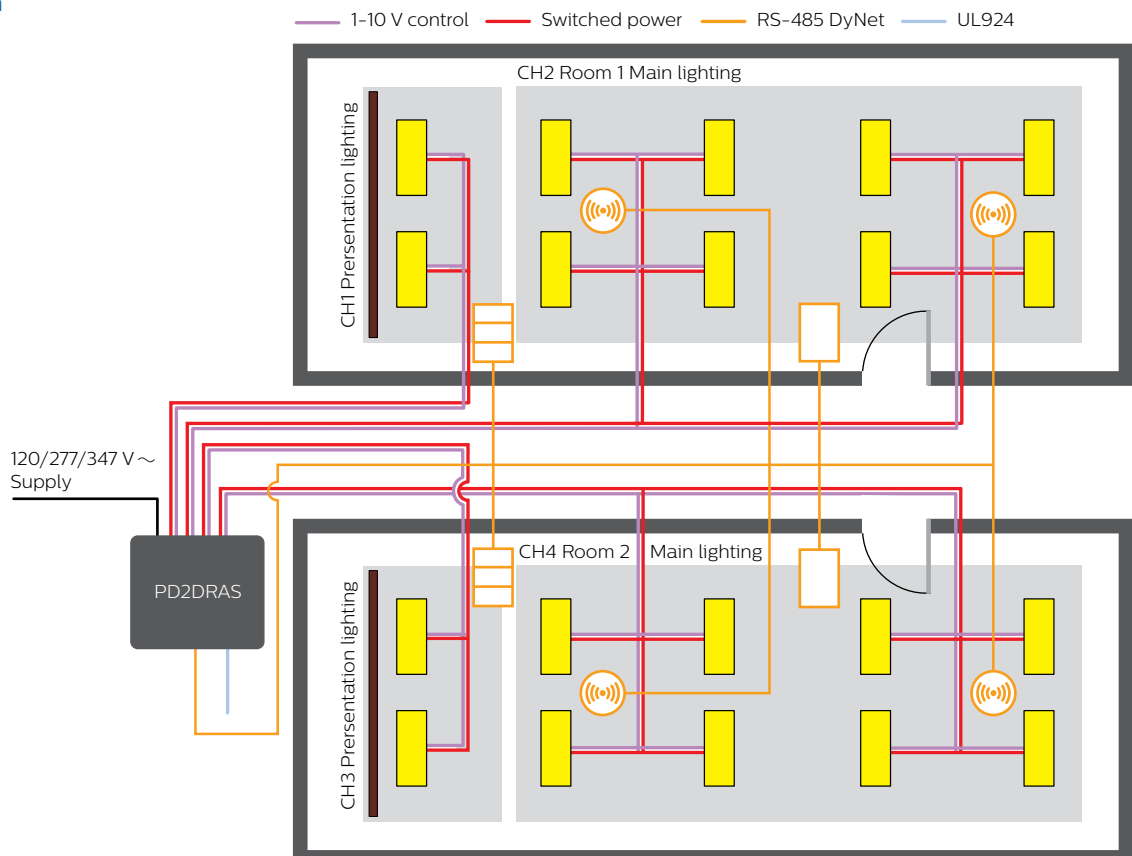 1-10 V control
Switched power
RS-485 DyNet
UL924
CH2 Room 1 Main lighting
CH1 Prersentation lighting
120/277/347 V ~
Supply
PD2DRAS
CH4 Room 2
Main lighting
CH3 Prersentation lighting